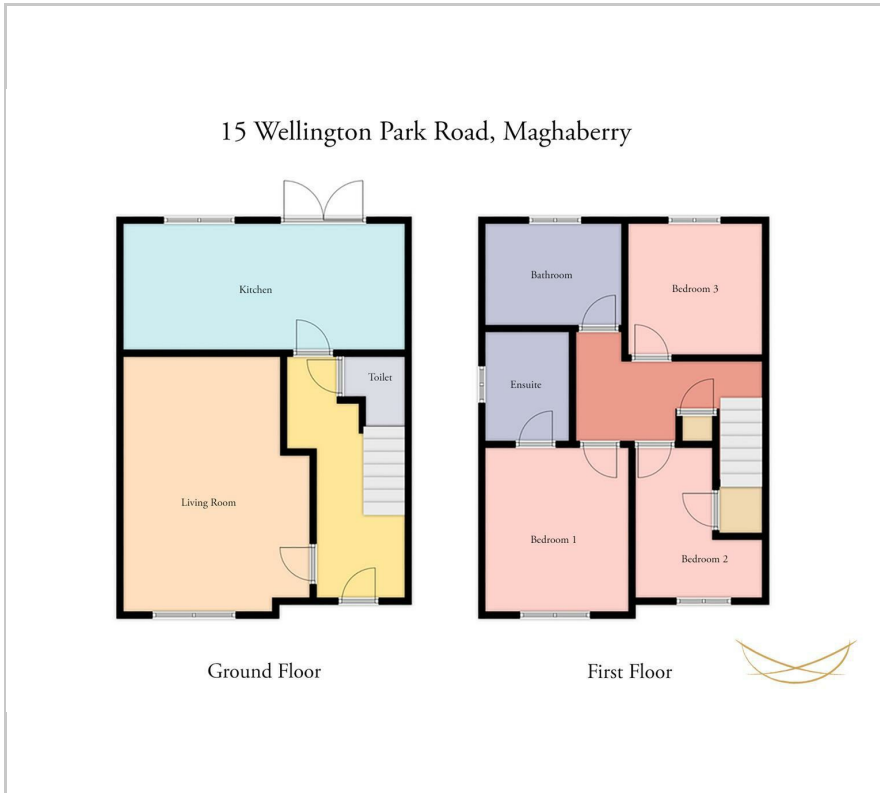 15 Wellington Park Road, Maghaberry
Kitchen
Toilet
Living Room
Bathroom
Bedroom 3
Ensuite
Bedroom 1
Bedroom 2
Ground Floor
First Floor